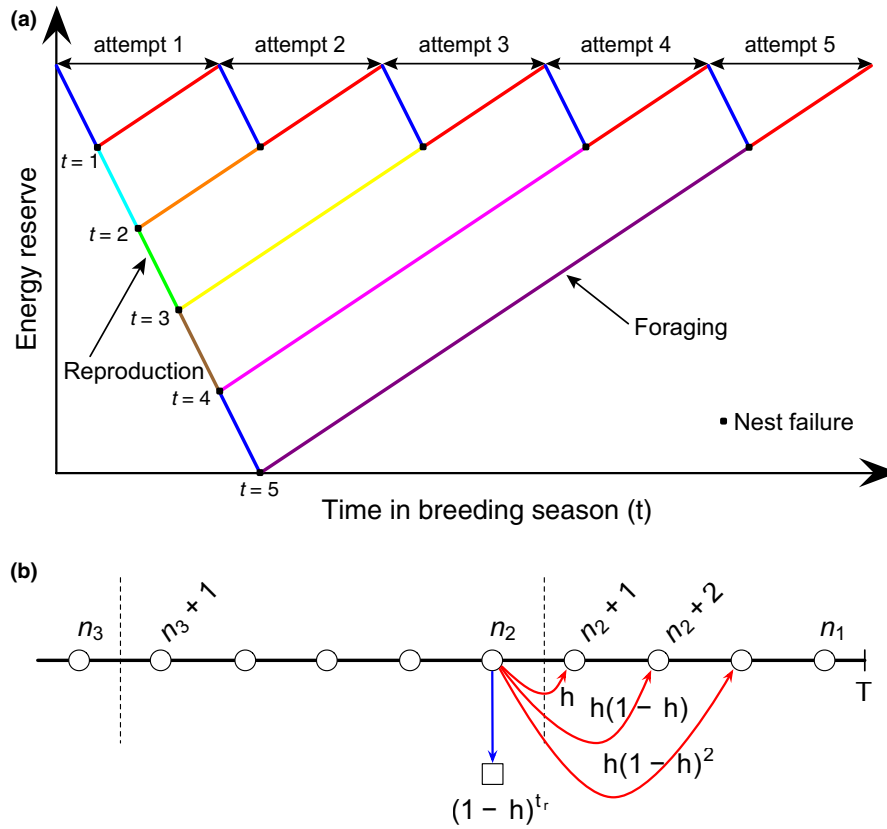 (a)
attempt 1 attempt 2 attempt 3 attempt 4 attempt 5
Energy reserve
t = 1
t = 2
t = 3
t = 4
t = 5
Reproduction
Foraging
Nest failure
Time in breeding season (t)
(b)
n₃ n₃ + 1 n₂ n₂ + 1 n₂ + 2 n₁
T
h
h(1 − h)
h(1 − h)²
(1 − h)^tᵣ